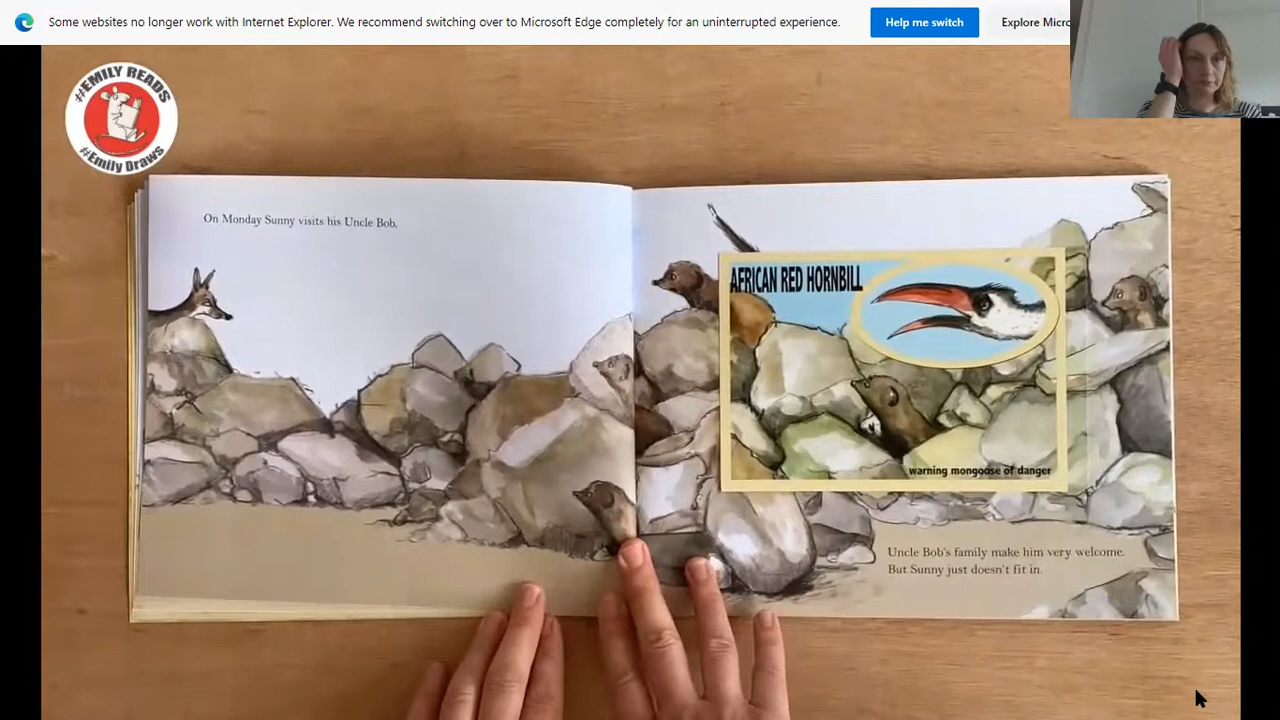 Some websites no longer work with Internet Explorer. We recommend switching over to Microsoft Edge completely for an uninterrupted experience.
Help me switch
Explore Micro
#EMILY READS
#Emily Draws
On Monday Sunny visits his Uncle Bob.
AFRICAN RED HORNBILL
warning mongoose of danger
Uncle Bob's family make him very welcome.
But Sunny just doesn't fit in.